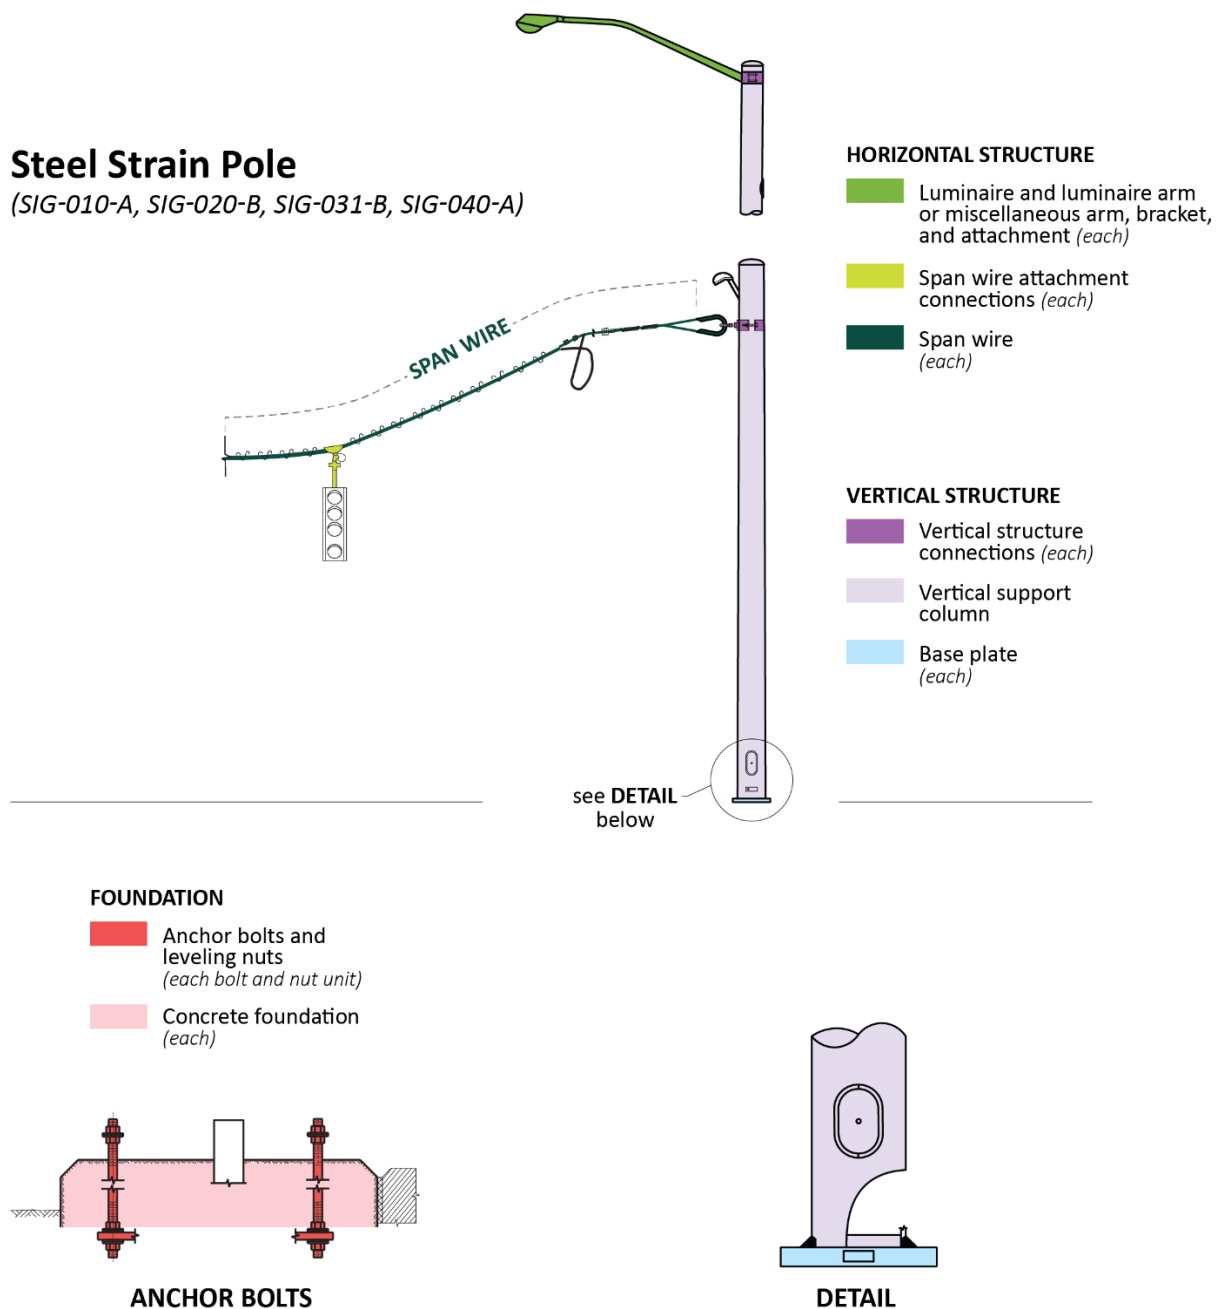 Steel Strain Pole
(SIG-010-A, SIG-020-B, SIG-031-B, SIG-040-A)
HORIZONTAL STRUCTURE
Luminaire and luminaire arm
or miscellaneous arm, bracket,
and attachment (each)
Span wire attachment
connections (each)
Span wire
(each)
SPAN WIRE
VERTICAL STRUCTURE
Vertical structure
connections (each)
Vertical support
column
Base plate
(each)
see DETAIL
below
FOUNDATION
Anchor bolts and
leveling nuts
(each bolt and nut unit)
Concrete foundation
(each)
ANCHOR BOLTS
DETAIL